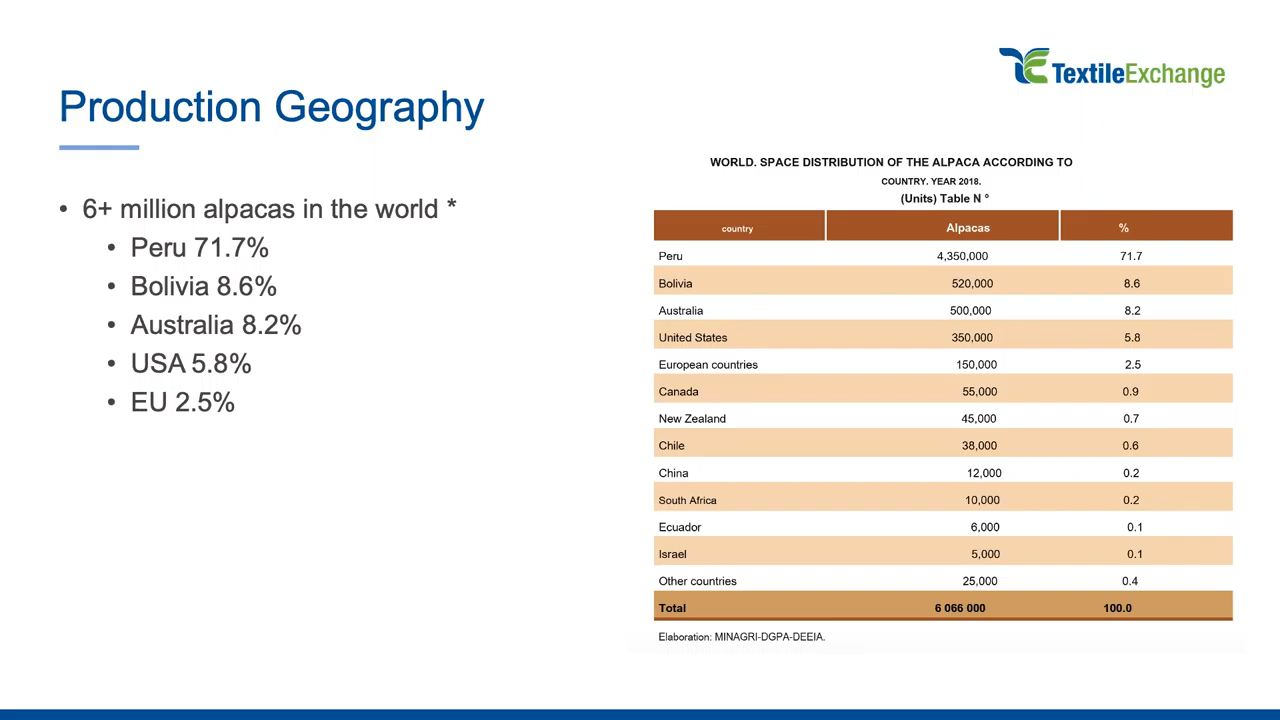 TextileExchange
Production Geography
• 6+ million alpacas in the world *
• Peru 71.7%
• Bolivia 8.6%
• Australia 8.2%
• USA 5.8%
• EU 2.5%
WORLD. SPACE DISTRIBUTION OF THE ALPACA ACCORDING TO
COUNTRY. YEAR 2018.
(Units) Table N °
country Alpacas %
Peru 4,350,000 71.7
Bolivia 520,000 8.6
Australia 500,000 8.2
United States 350,000 5.8
European countries 150,000 2.5
Canada 55,000 0.9
New Zealand 45,000 0.7
Chile 38,000 0.6
China 12,000 0.2
South Africa 10,000 0.2
Ecuador 6,000 0.1
Israel 5,000 0.1
Other countries 25,000 0.4
Total 6 066 000 100.0
Elaboration: MINAGRI-DGPA-DEEIA.